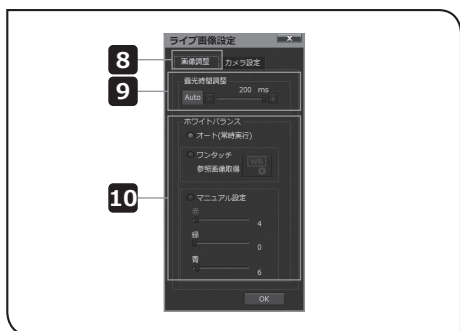 ライブ画像設定
8 画像調整 カメラ設定
9 露光時間調整
Auto 200 ms
10 ホワイトバランス
オート(常時実行)
ワンタッチ
参照画像取得 WB
マニュアル設定
赤
4
緑
0
青
6
OK